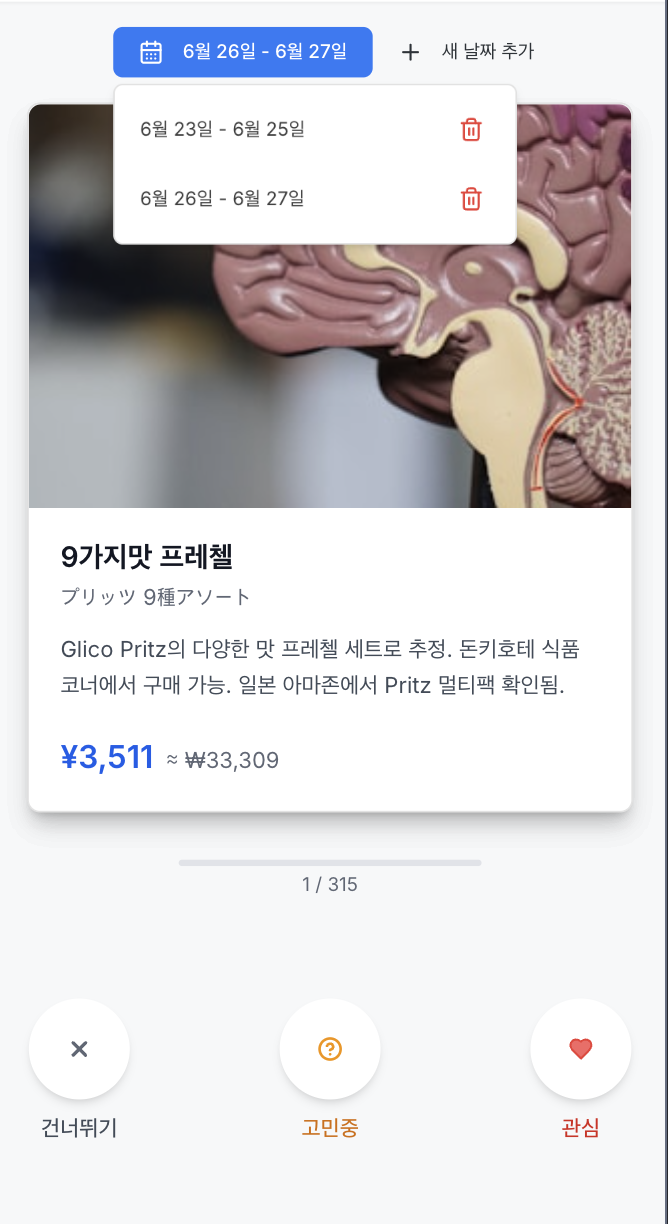 6월 26일 - 6월 27일
새 날짜 추가
6월 23일 - 6월 25일
6월 26일 - 6월 27일
9가지맛 프레첼
プリッツ 9種アソート
Glico Pritz의 다양한 맛 프레첼 세트로 추정. 돈키호테 식품
코너에서 구매 가능. 일본 아마존에서 Pritz 멀티팩 확인됨.
¥3,511 ≈ ₩33,309
1 / 315
건너뛰기
고민중
관심